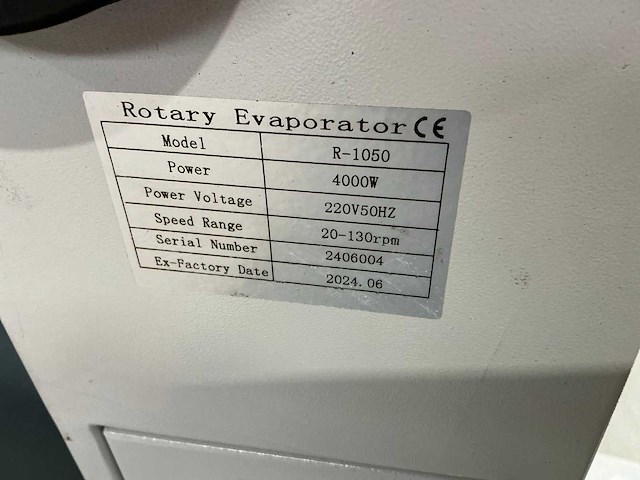 Rotary Evaporator CE
Model R-1050
Power 4000W
Power Voltage 220V50HZ
Speed Range 20-130rpm
Serial Number 2406004
Ex-Factory Date 2024.06